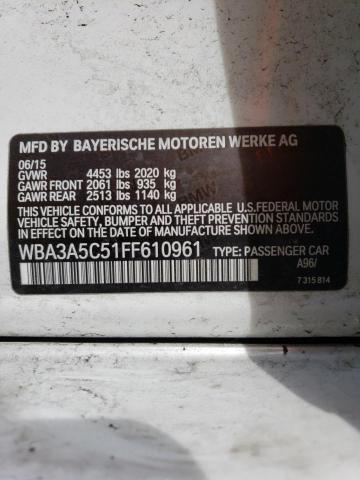 MFD BY BAYERISCHE MOTOREN WERKE AG
06/15
GVWR 4453 lbs 2020 kg
GAWR FRONT 2061 lbs 935 kg
GAWR REAR 2513 lbs 1140 kg
THIS VEHICLE CONFORMS TO ALL APPLICABLE U.S.FEDERAL MOTOR
VEHICLE SAFETY, BUMPER, AND THEFT PREVENTION STANDARDS
IN EFFECT ON THE DATE OF MANUFACTURE SHOWN ABOVE.
WBA3A5C51FF610961 TYPE: PASSENGER CAR
A96/
7 315 814